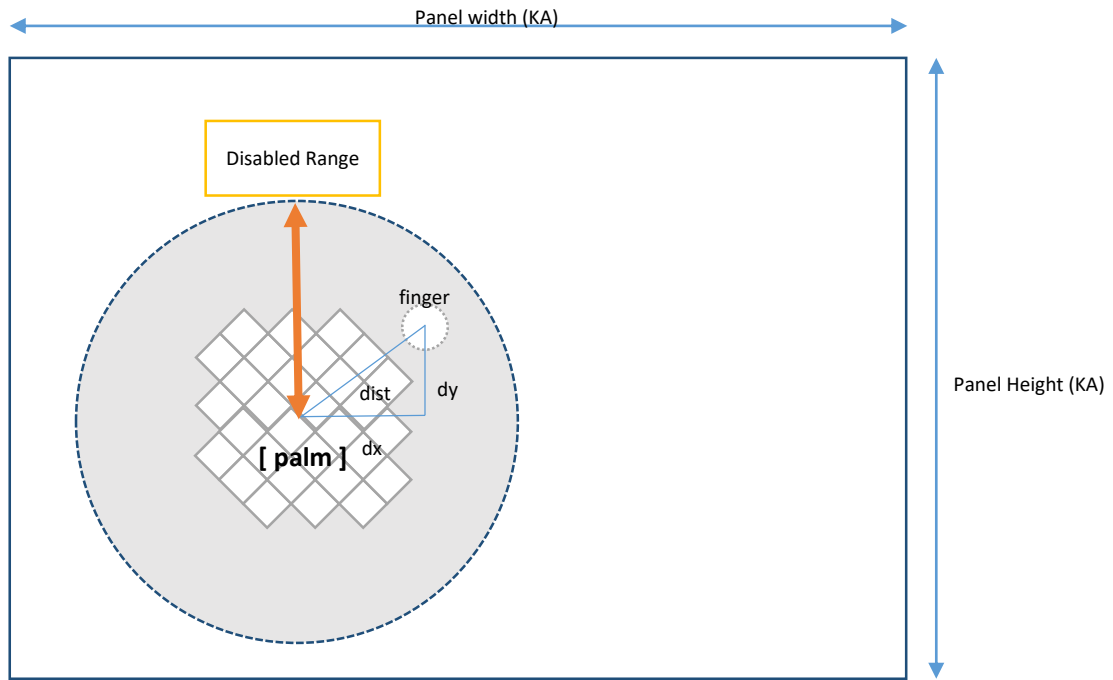 Panel width (KA)
Disabled Range
finger
dist
dy
Panel Height (KA)
dx
[ palm ]